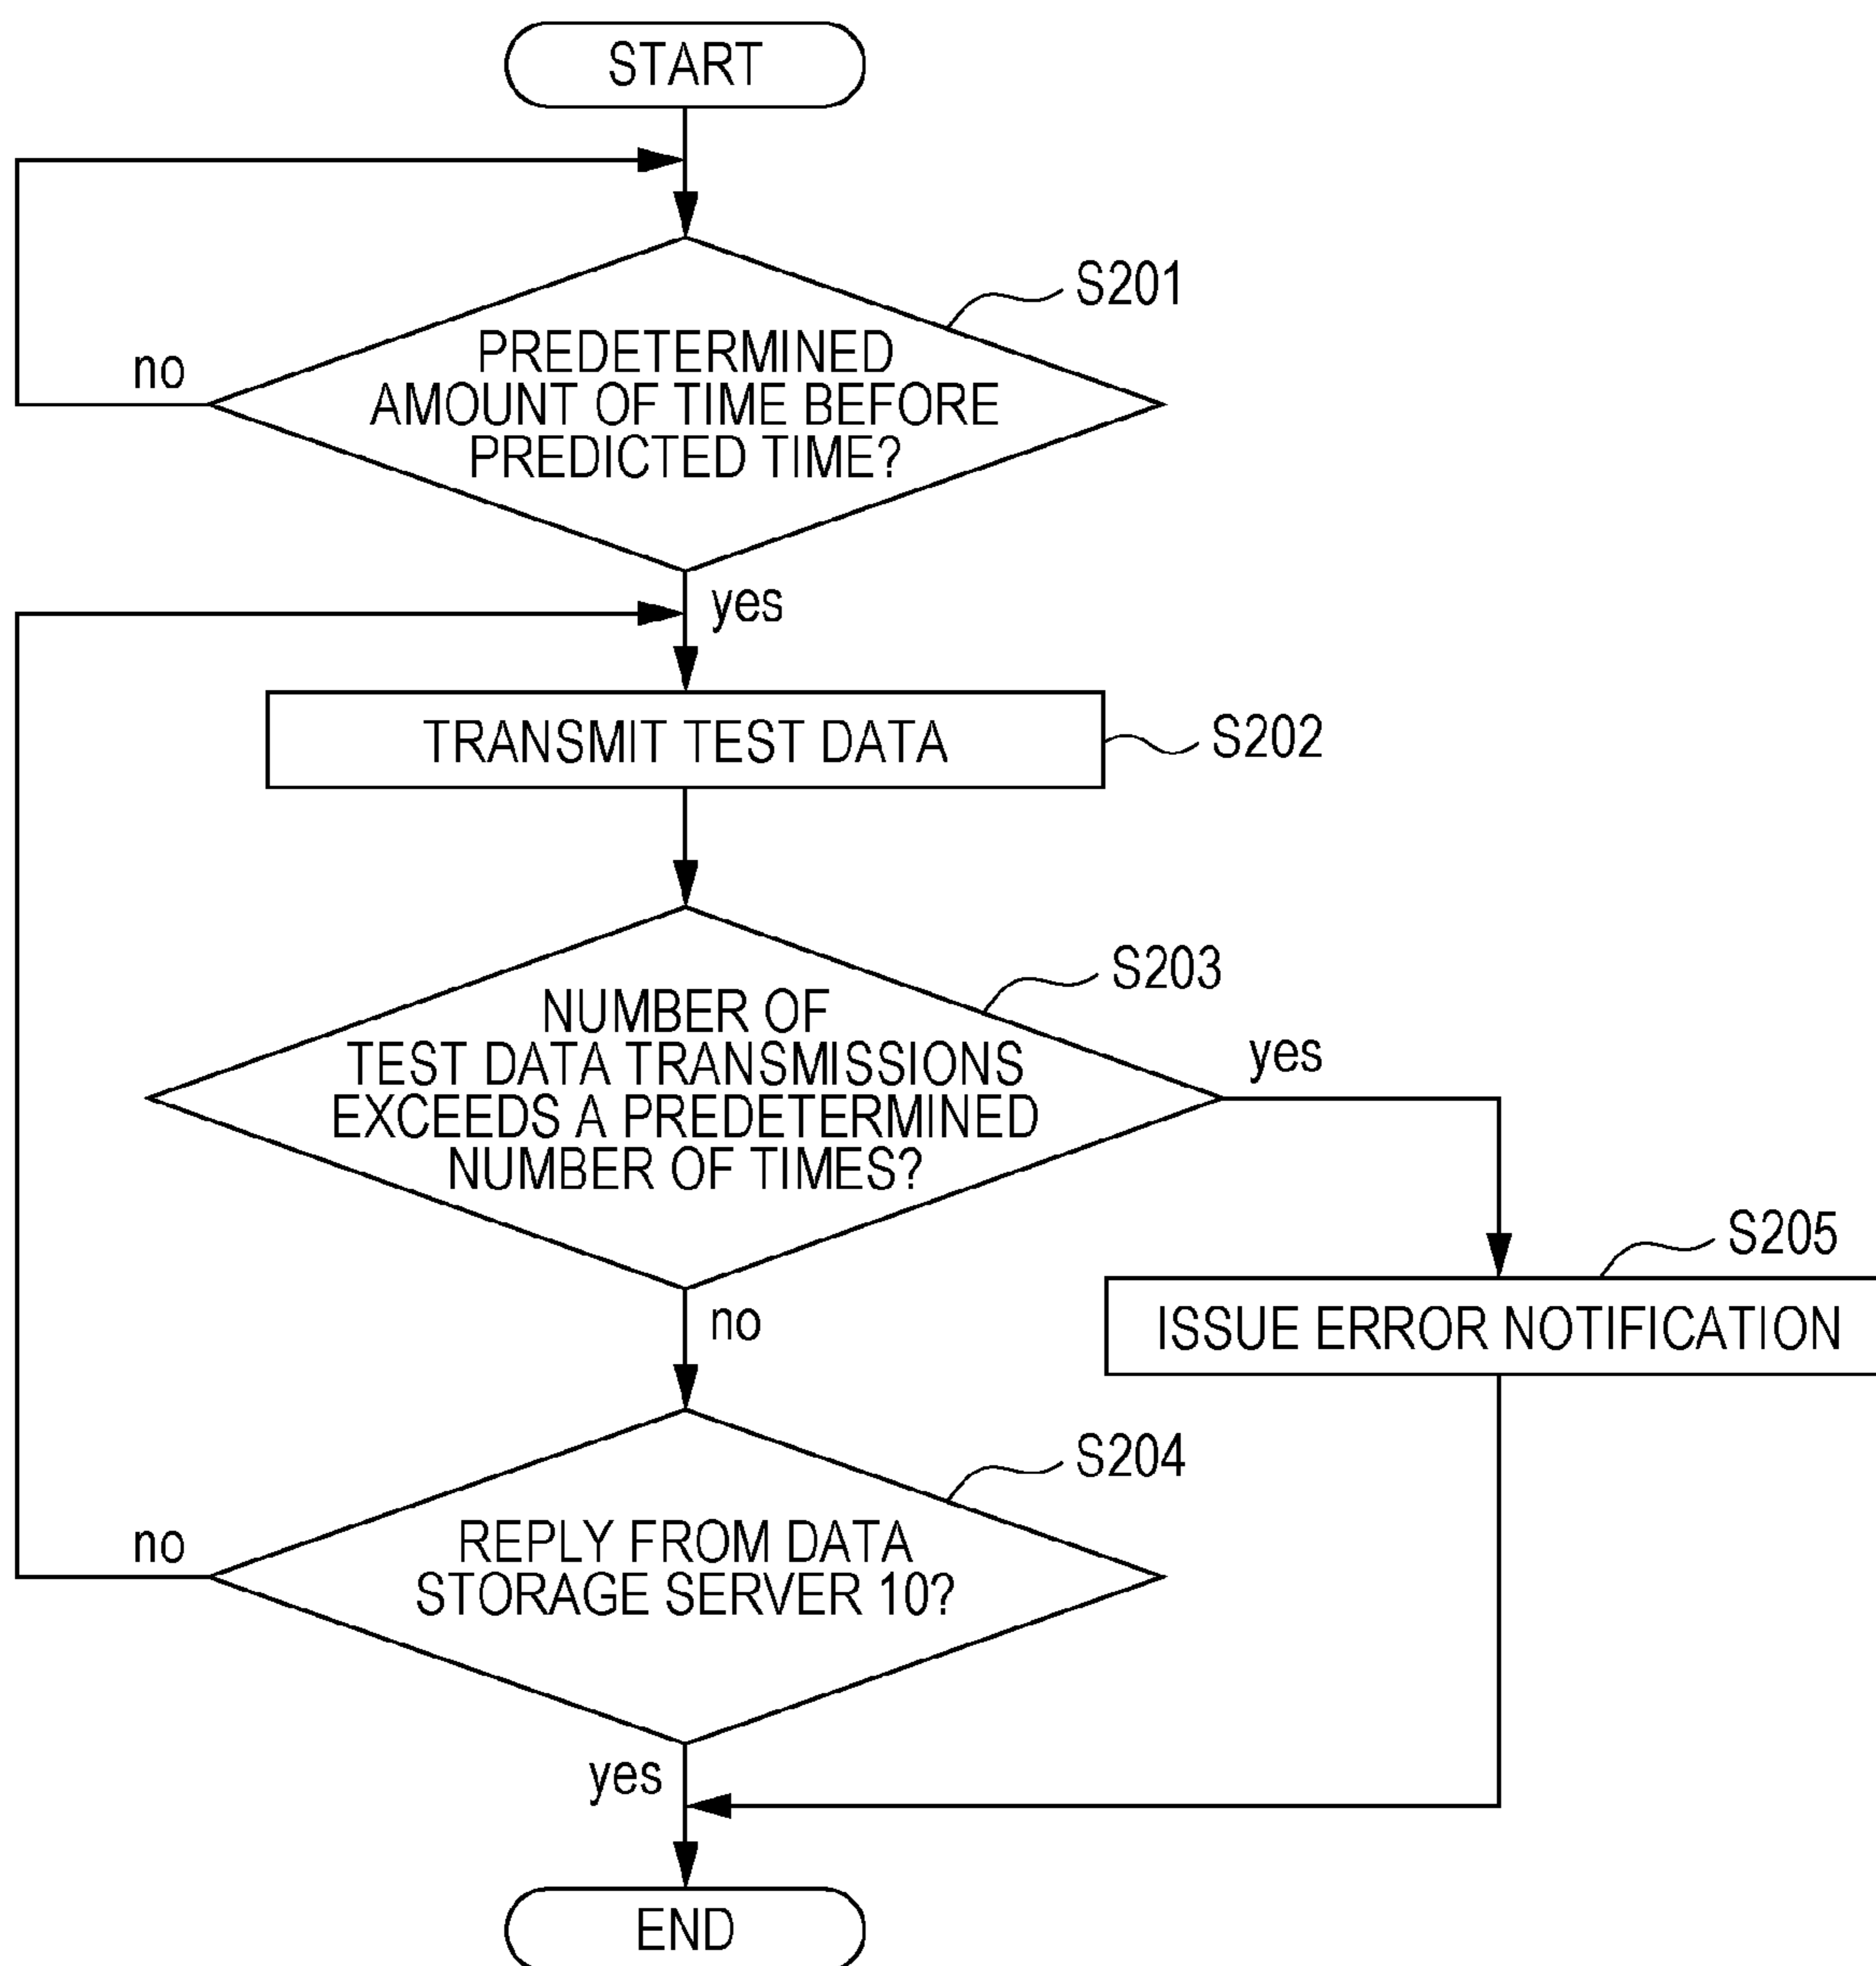 START
S201
PREDETERMINED
AMOUNT OF TIME BEFORE
PREDICTED TIME?
no
yes
TRANSMIT TEST DATA
S202
S203
NUMBER OF
TEST DATA TRANSMISSIONS
EXCEEDS A PREDETERMINED
NUMBER OF TIMES?
yes
no
S205
ISSUE ERROR NOTIFICATION
S204
REPLY FROM DATA
STORAGE SERVER 10?
no
yes
END